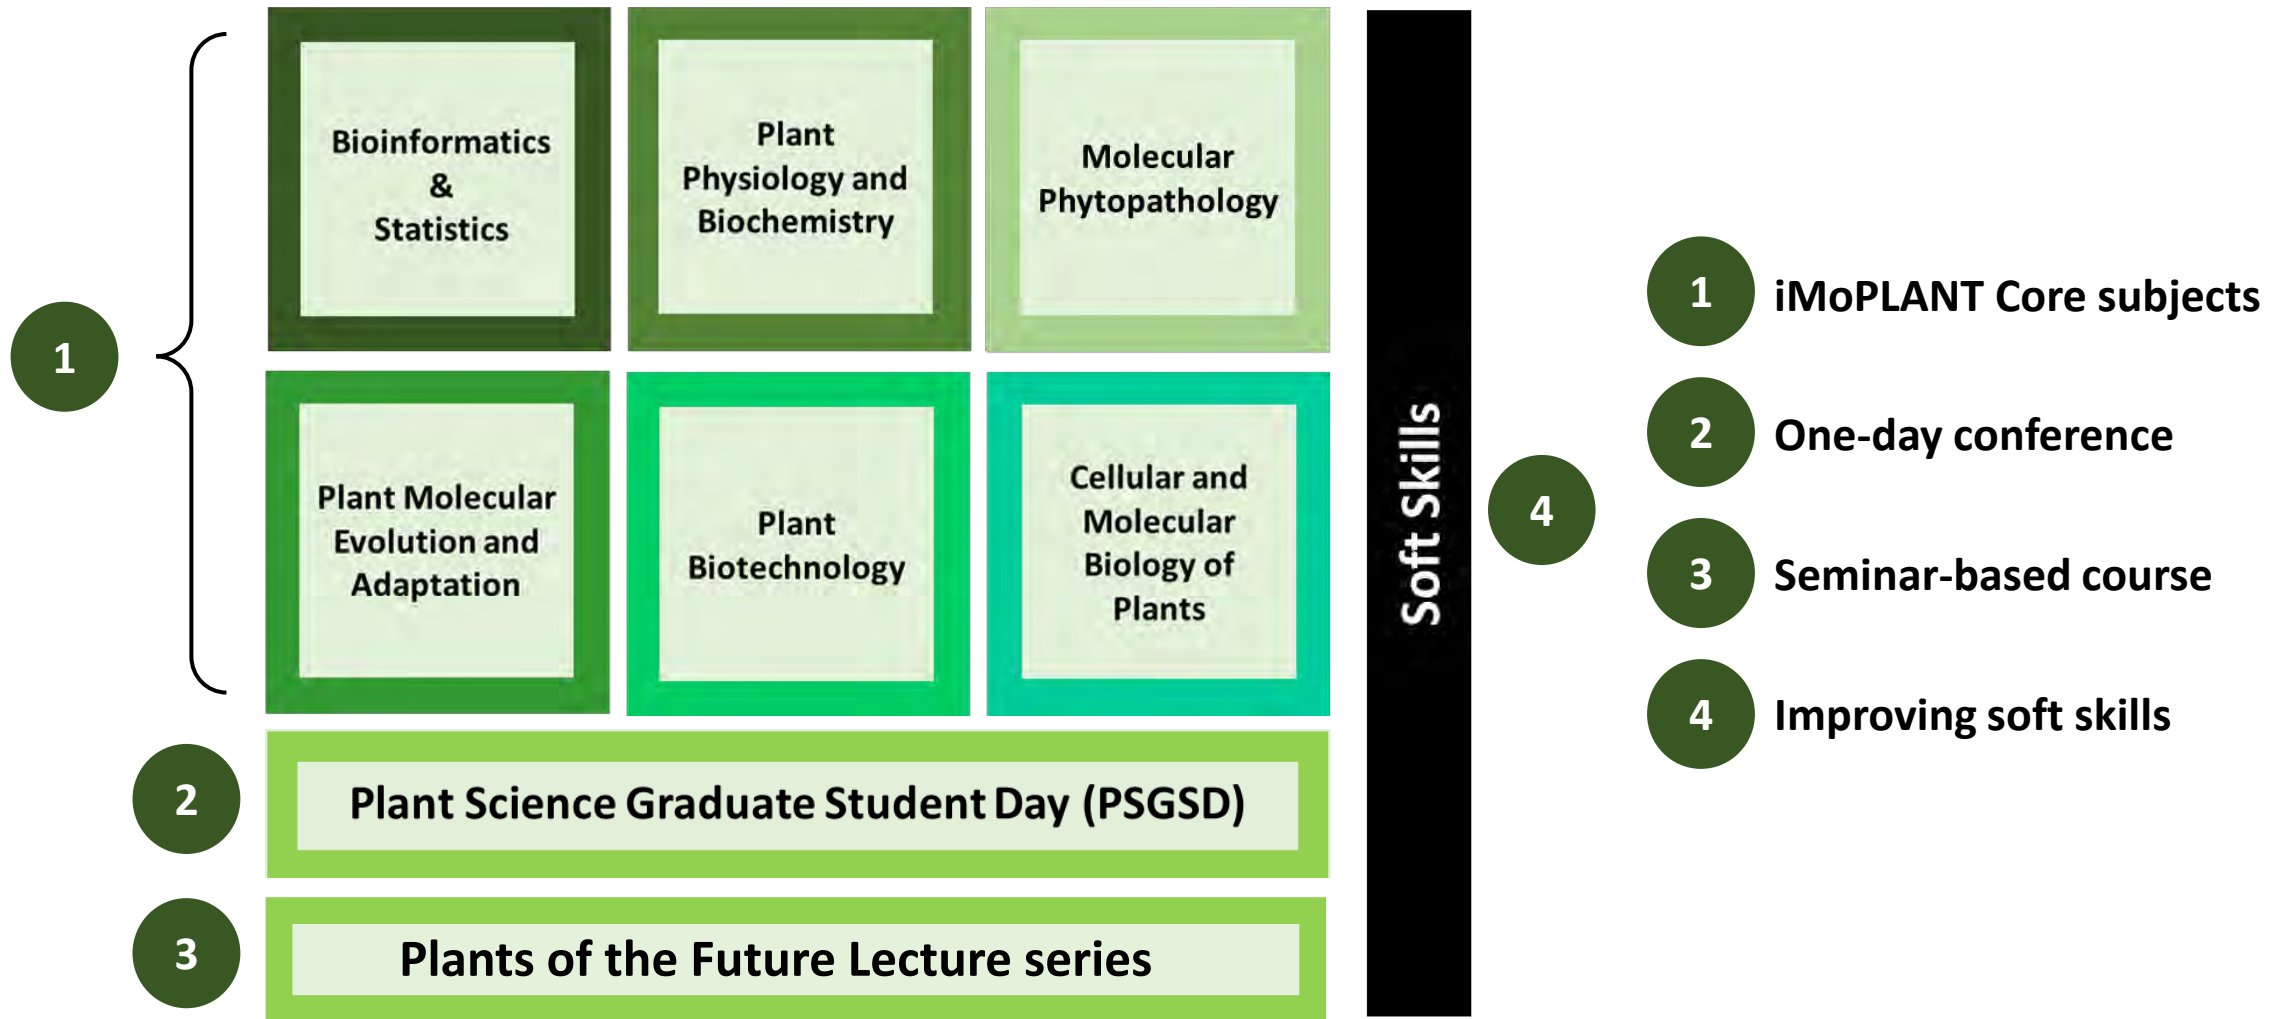 1
Bioinformatics
&
Statistics
Plant
Physiology and
Biochemistry
Molecular
Phytopathology
Plant Molecular
Evolution and
Adaptation
Plant
Biotechnology
Cellular and
Molecular
Biology of
Plants
2
Plant Science Graduate Student Day (PSGSD)
3
Plants of the Future Lecture series
Soft Skills
4
1 iMoPLANT Core subjects
2 One-day conference
3 Seminar-based course
4 Improving soft skills